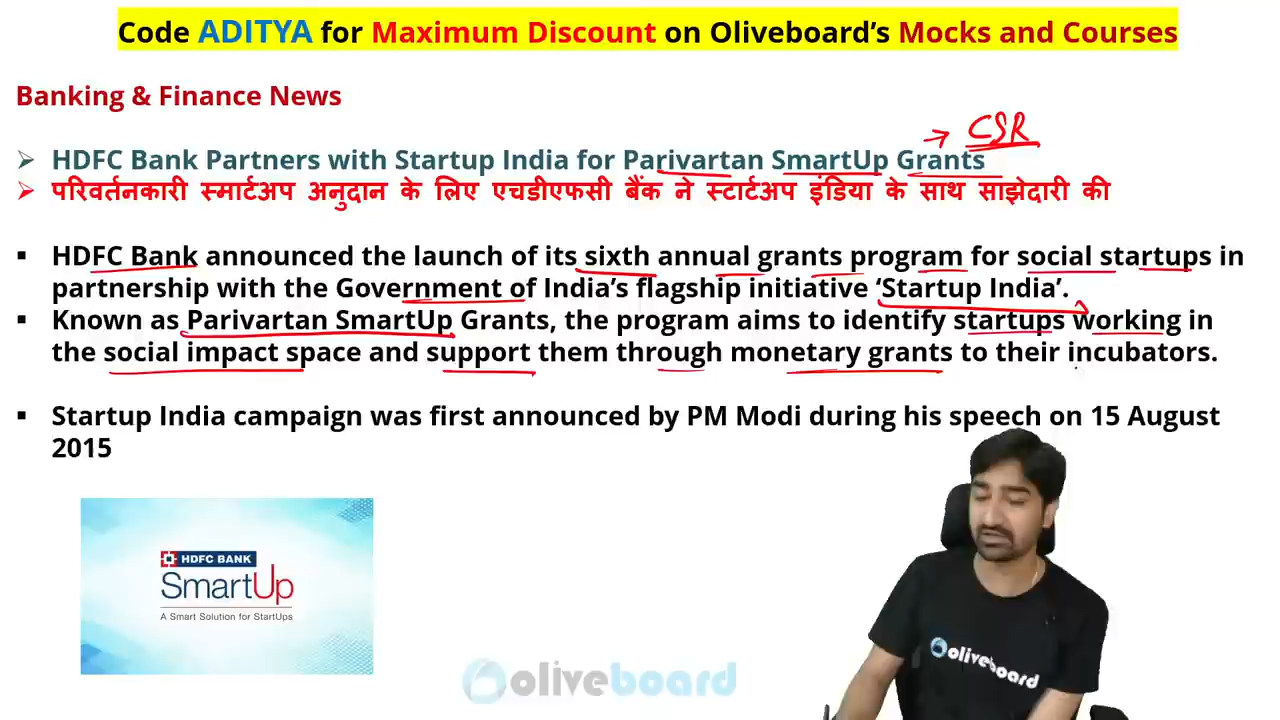 Code ADITYA for Maximum Discount on Oliveboard's Mocks and Courses
Banking & Finance News
→ CSR
➢ HDFC Bank Partners with Startup India for Parivartan SmartUp Grants
➢ परिवर्तनकारी स्मार्टअप अनुदान के लिए एचडीएफसी बैंक ने स्टार्टअप इंडिया के साथ साझेदारी की
▪ HDFC Bank announced the launch of its sixth annual grants program for social startups in
partnership with the Government of India's flagship initiative ‘Startup India’.
▪ Known as Parivartan SmartUp Grants, the program aims to identify startups working in
the social impact space and support them through monetary grants to their incubators.
▪ Startup India campaign was first announced by PM Modi during his speech on 15 August
2015
HDFC BANK
SmartUp
A Smart Solution for StartUps
oliveboard
oliveboard